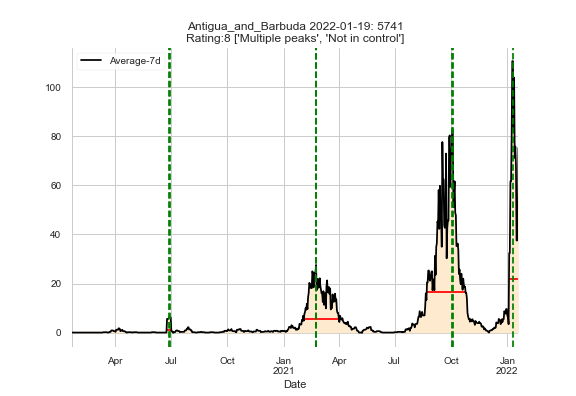 Antigua_and_Barbuda 2022-01-19: 5741
Rating:8 ['Multiple peaks', 'Not in control']
Average-7d
100
80
60
40
20
0
Apr Jul Oct Jan Apr Jul Oct Jan
2021 2022
Date